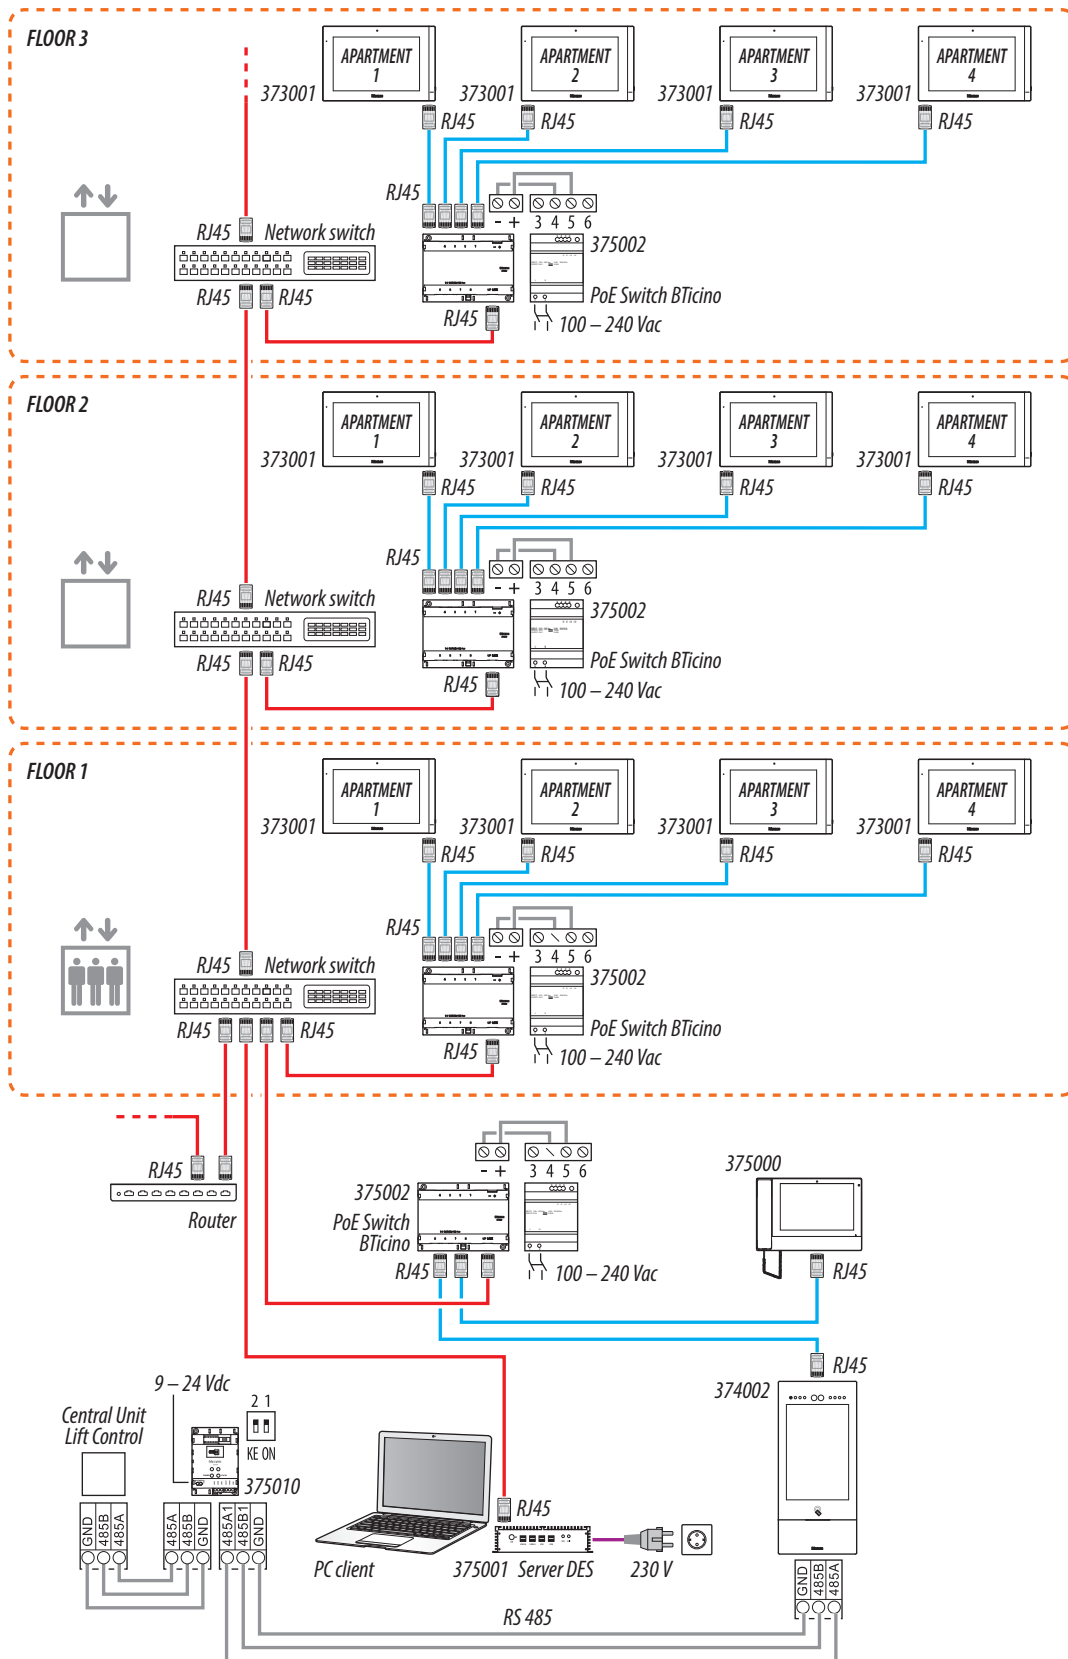 FLOOR 3
APARTMENT 1
APARTMENT 2
APARTMENT 3
APARTMENT 4
373001 373001 373001 373001
RJ45 RJ45 RJ45 RJ45
RJ45
- + 3 4 5 6
RJ45 Network switch
375002
RJ45 RJ45
PoE Switch BTicino
RJ45
100 – 240 Vac
FLOOR 2
APARTMENT 1
APARTMENT 2
APARTMENT 3
APARTMENT 4
373001 373001 373001 373001
RJ45 RJ45 RJ45 RJ45
RJ45
- + 3 4 5 6
RJ45 Network switch
375002
RJ45 RJ45
PoE Switch BTicino
RJ45
100 – 240 Vac
FLOOR 1
APARTMENT 1
APARTMENT 2
APARTMENT 3
APARTMENT 4
373001 373001 373001 373001
RJ45 RJ45 RJ45 RJ45
RJ45
- + 3 4 5 6
RJ45 Network switch
375002
RJ45 RJ45
PoE Switch BTicino
RJ45
100 – 240 Vac
- + 3 4 5 6
RJ45
375000
375002
Router
PoE Switch
BTicino
RJ45
100 – 240 Vac
RJ45
RJ45
9 – 24 Vdc
374002
2 1
Central Unit
Lift Control
KE ON
375010
RJ45
GND 485B 485A
485A 485B GND
485A1 485B1 GND
PC client
375001 Server DES
230 V
GND 485B 485A
RS 485